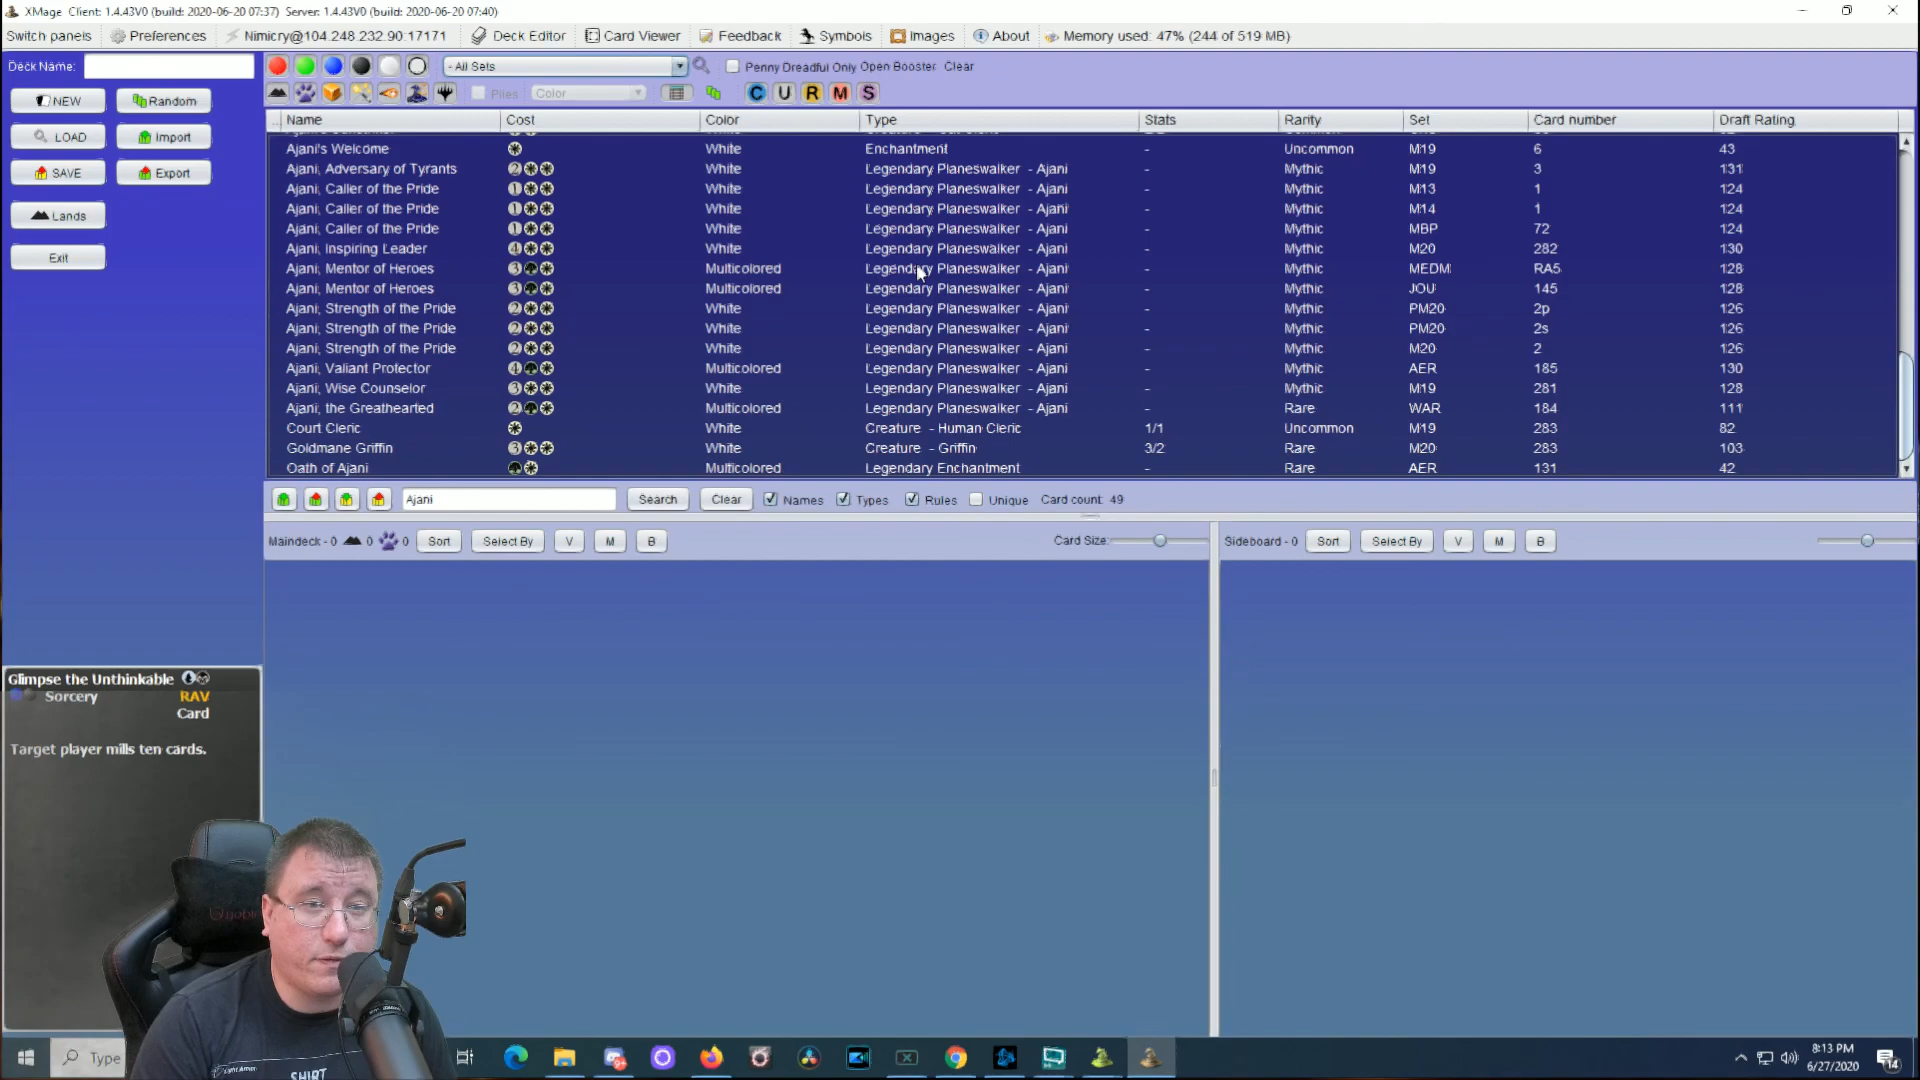 XMage Client: 1.4.43V0 (build: 2020-06-20 07:37) Server: 1.4.43V0 (build: 2020-06-20 07:40)
Switch panels Preferences Nimicry@104.248.232.90:17171 Deck Editor Card Viewer Feedback Symbols Images About Memory used: 47% (244 of 519 MB)
Deck Name:
- All Sets Penny Dreadful Only Open Booster Clear
NEW Random
Piles Color C U R M S
LOAD Import
SAVE Export
Lands
Exit
Name Cost Color Type Stats Rarity Set Card number Draft Rating
Ajani's Welcome White Enchantment - Uncommon M19 6 43
Ajani, Adversary of Tyrants 2 White Legendary Planeswalker - Ajani - Mythic M19 3 131
Ajani, Caller of the Pride 1 White Legendary Planeswalker - Ajani - Mythic M13 1 124
Ajani, Caller of the Pride 1 White Legendary Planeswalker - Ajani - Mythic M14 1 124
Ajani, Caller of the Pride 1 White Legendary Planeswalker - Ajani - Mythic MBP 72 124
Ajani, Inspiring Leader 4 White Legendary Planeswalker - Ajani - Mythic M20 282 130
Ajani, Mentor of Heroes 3 Multicolored Legendary Planeswalker - Ajani - Mythic MEDM RA5 128
Ajani, Mentor of Heroes 3 Multicolored Legendary Planeswalker - Ajani - Mythic JOU 145 128
Ajani, Strength of the Pride 2 White Legendary Planeswalker - Ajani - Mythic PM20 2p 126
Ajani, Strength of the Pride 2 White Legendary Planeswalker - Ajani - Mythic PM20 2s 126
Ajani, Strength of the Pride 2 White Legendary Planeswalker - Ajani - Mythic M20 2 126
Ajani, Valiant Protector 4 Multicolored Legendary Planeswalker - Ajani - Mythic AER 185 130
Ajani, Wise Counselor 3 White Legendary Planeswalker - Ajani - Mythic M19 281 128
Ajani, the Greathearted 2 Multicolored Legendary Planeswalker - Ajani - Rare WAR 184 111
Court Cleric White Creature - Human Cleric 1/1 Uncommon M19 283 82
Goldmane Griffin 3 White Creature - Griffin 3/2 Rare M20 283 103
Oath of Ajani Multicolored Legendary Enchantment - Rare AER 131 42
Ajani Search Clear Names Types Rules Unique Card count: 49
Maindeck - 0 0 0 Sort Select By V M B Card Size: Sideboard - 0 Sort Select By V M B
Glimpse the Unthinkable
Sorcery RAV
Card
Target player mills ten cards.
Type
SHIRT
8:13 PM
6/27/2020
14